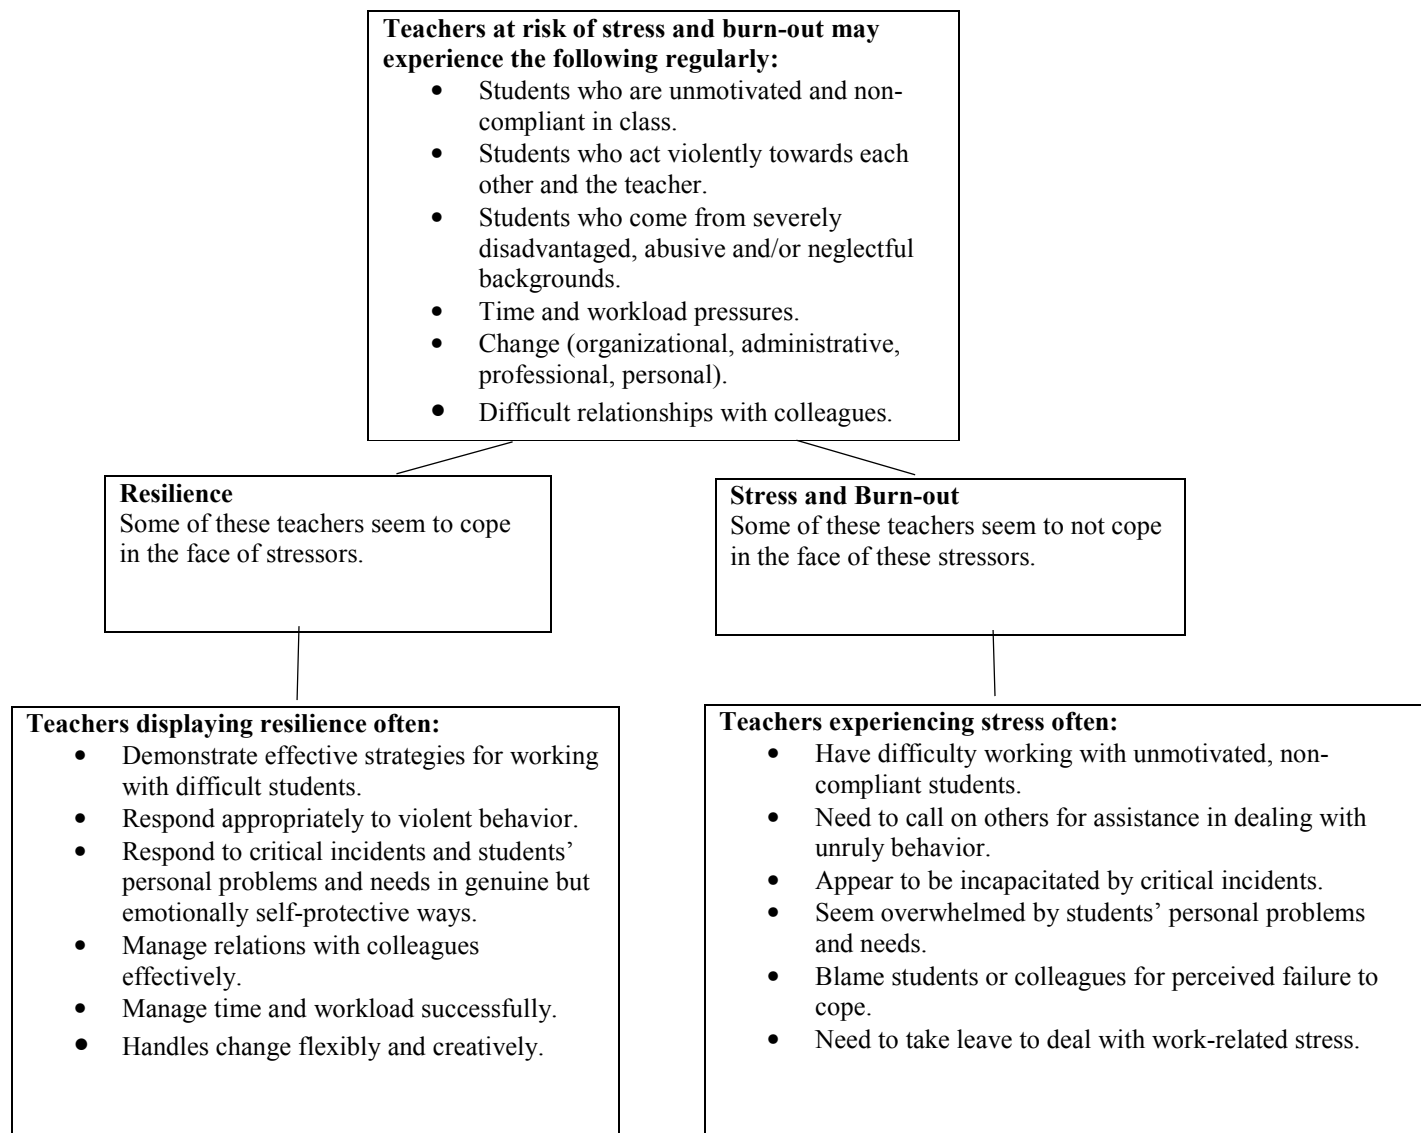 Teachers at risk of stress and burn-out may
experience the following regularly:
• Students who are unmotivated and non-
compliant in class.
• Students who act violently towards each
other and the teacher.
• Students who come from severely
disadvantaged, abusive and/or neglectful
backgrounds.
• Time and workload pressures.
• Change (organizational, administrative,
professional, personal).
• Difficult relationships with colleagues.
Resilience
Some of these teachers seem to cope
in the face of stressors.
Stress and Burn-out
Some of these teachers seem to not cope
in the face of these stressors.
Teachers displaying resilience often:
• Demonstrate effective strategies for working
with difficult students.
• Respond appropriately to violent behavior.
• Respond to critical incidents and students’
personal problems and needs in genuine but
emotionally self-protective ways.
• Manage relations with colleagues
effectively.
• Manage time and workload successfully.
• Handles change flexibly and creatively.
Teachers experiencing stress often:
• Have difficulty working with unmotivated, non-
compliant students.
• Need to call on others for assistance in dealing with
unruly behavior.
• Appear to be incapacitated by critical incidents.
• Seem overwhelmed by students’ personal problems
and needs.
• Blame students or colleagues for perceived failure to
cope.
• Need to take leave to deal with work-related stress.